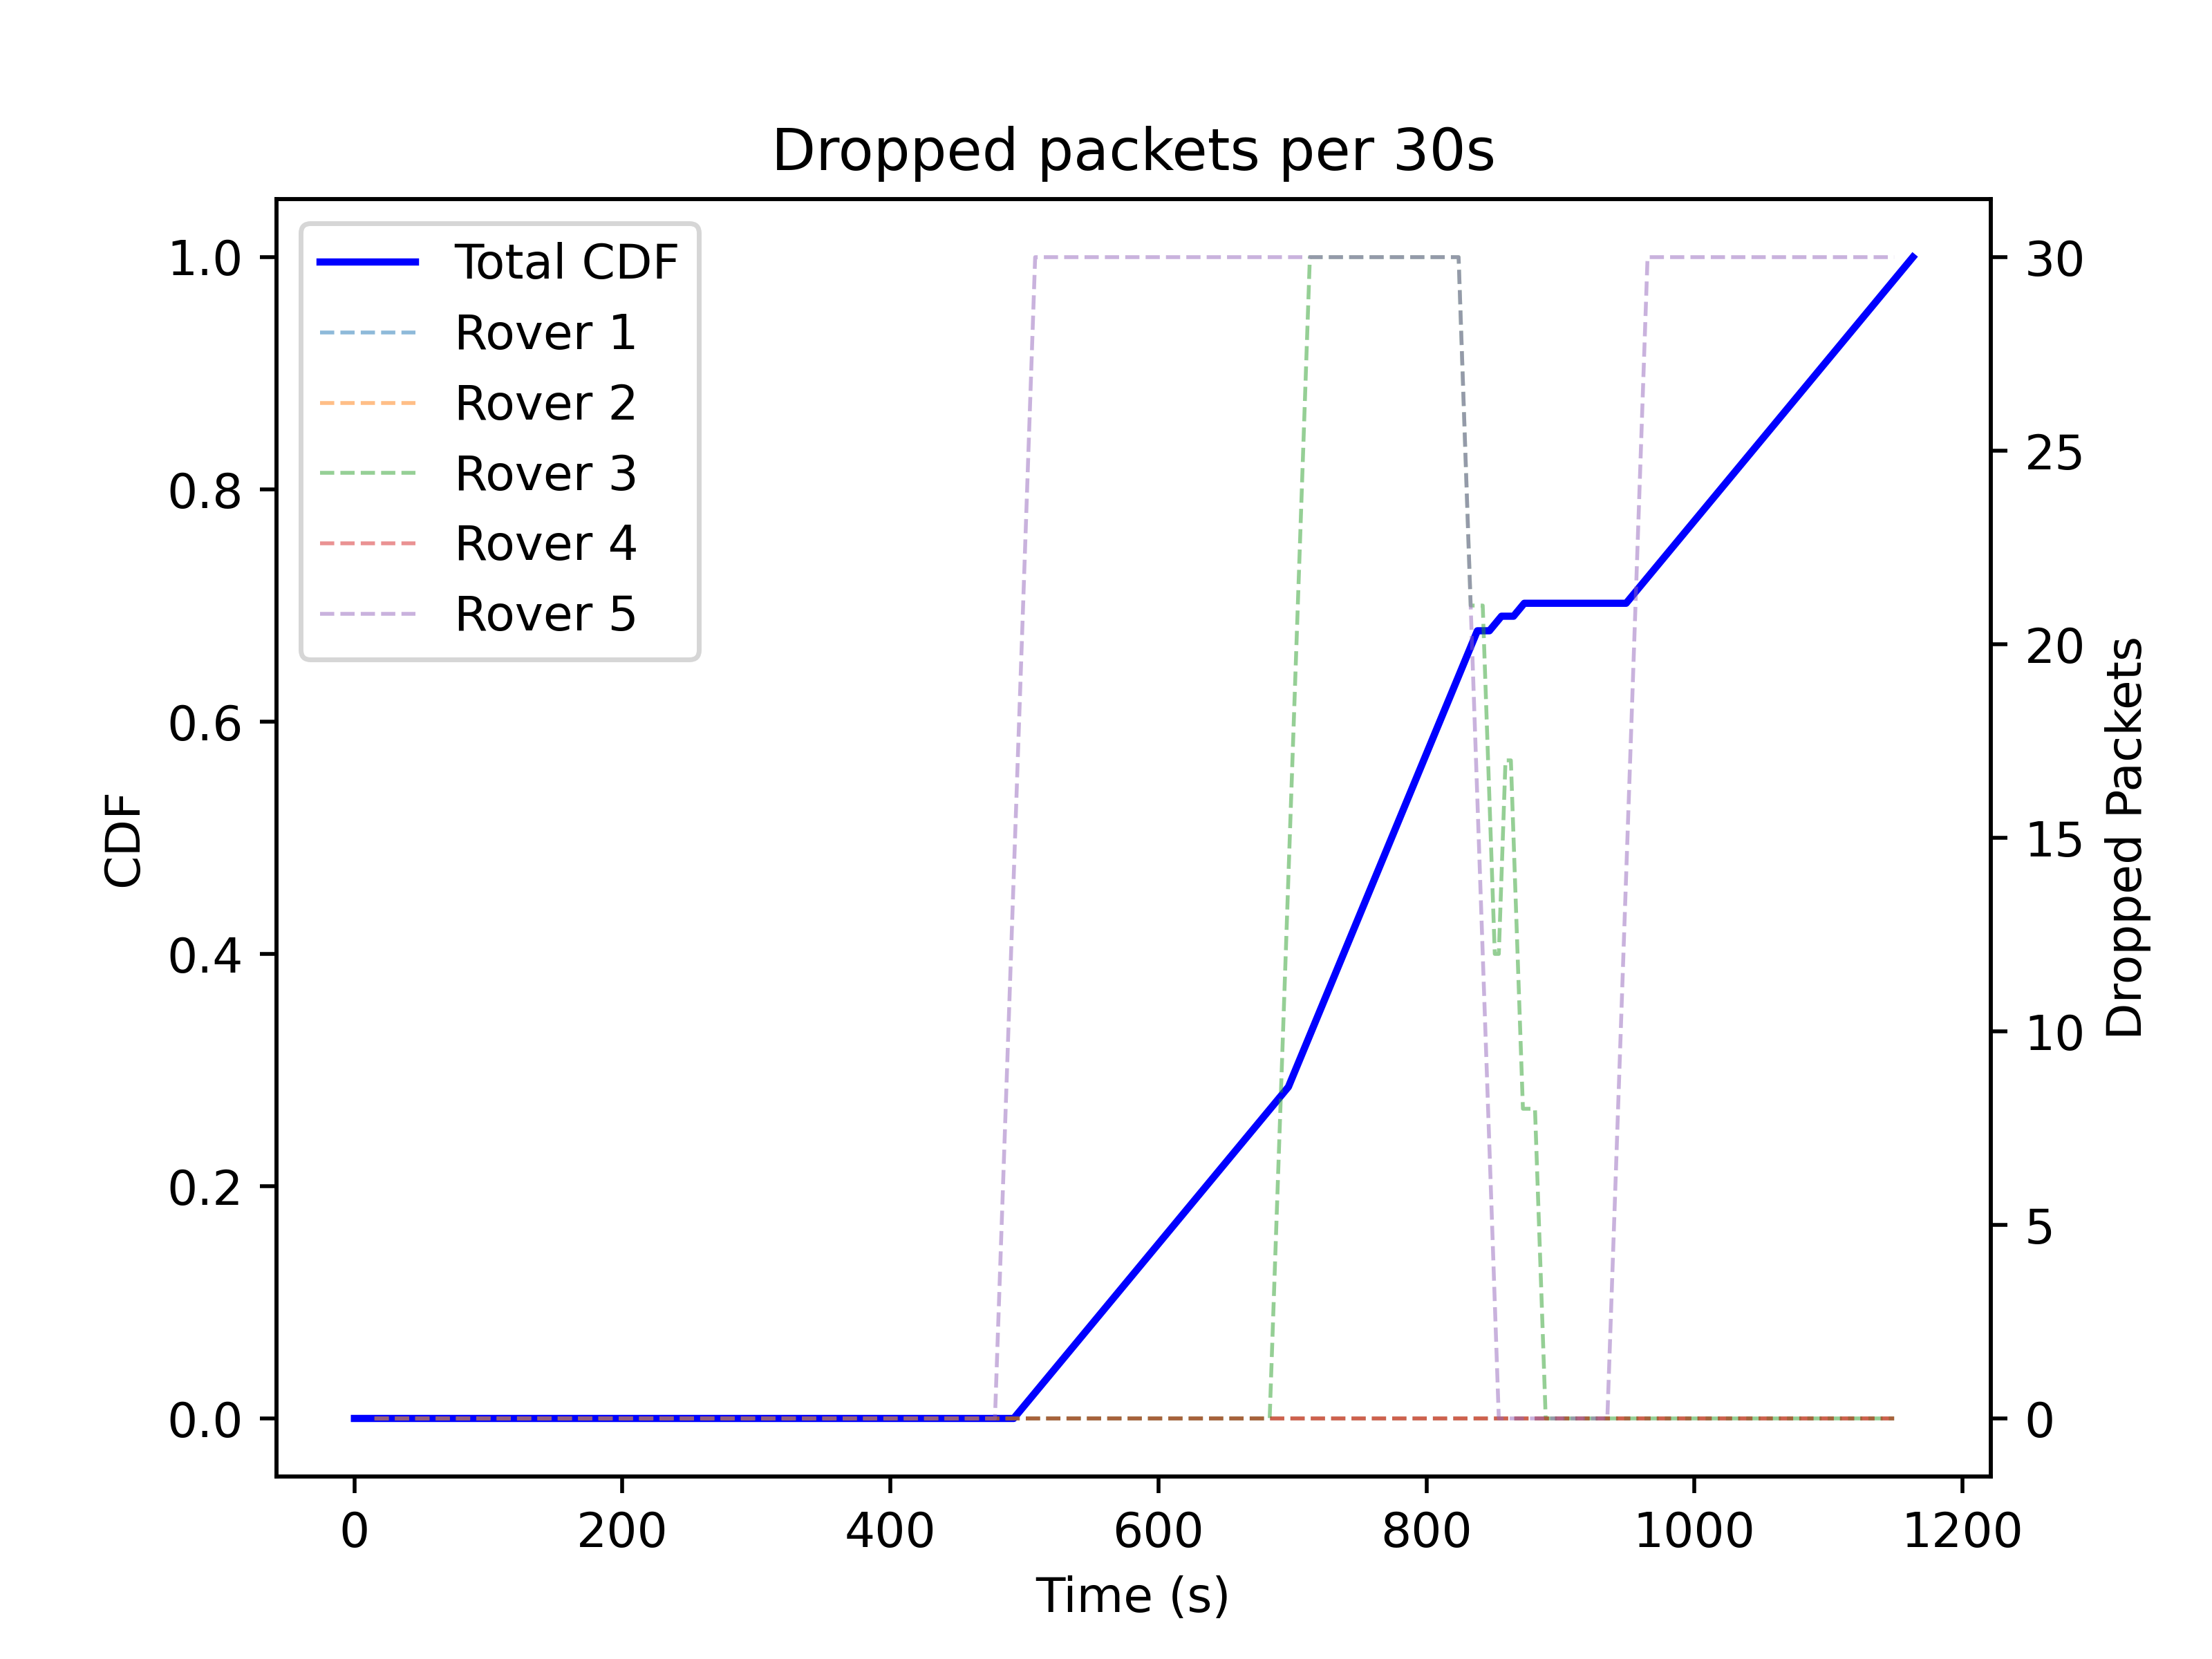 Dropped packets per 30s
Total CDF
Rover 1
Rover 2
Rover 3
Rover 4
Rover 5
1.0
0.8
0.6
0.4
0.2
0.0
CDF
30
25
20
15
10
5
0
Dropped Packets
0 200 400 600 800 1000 1200
Time (s)